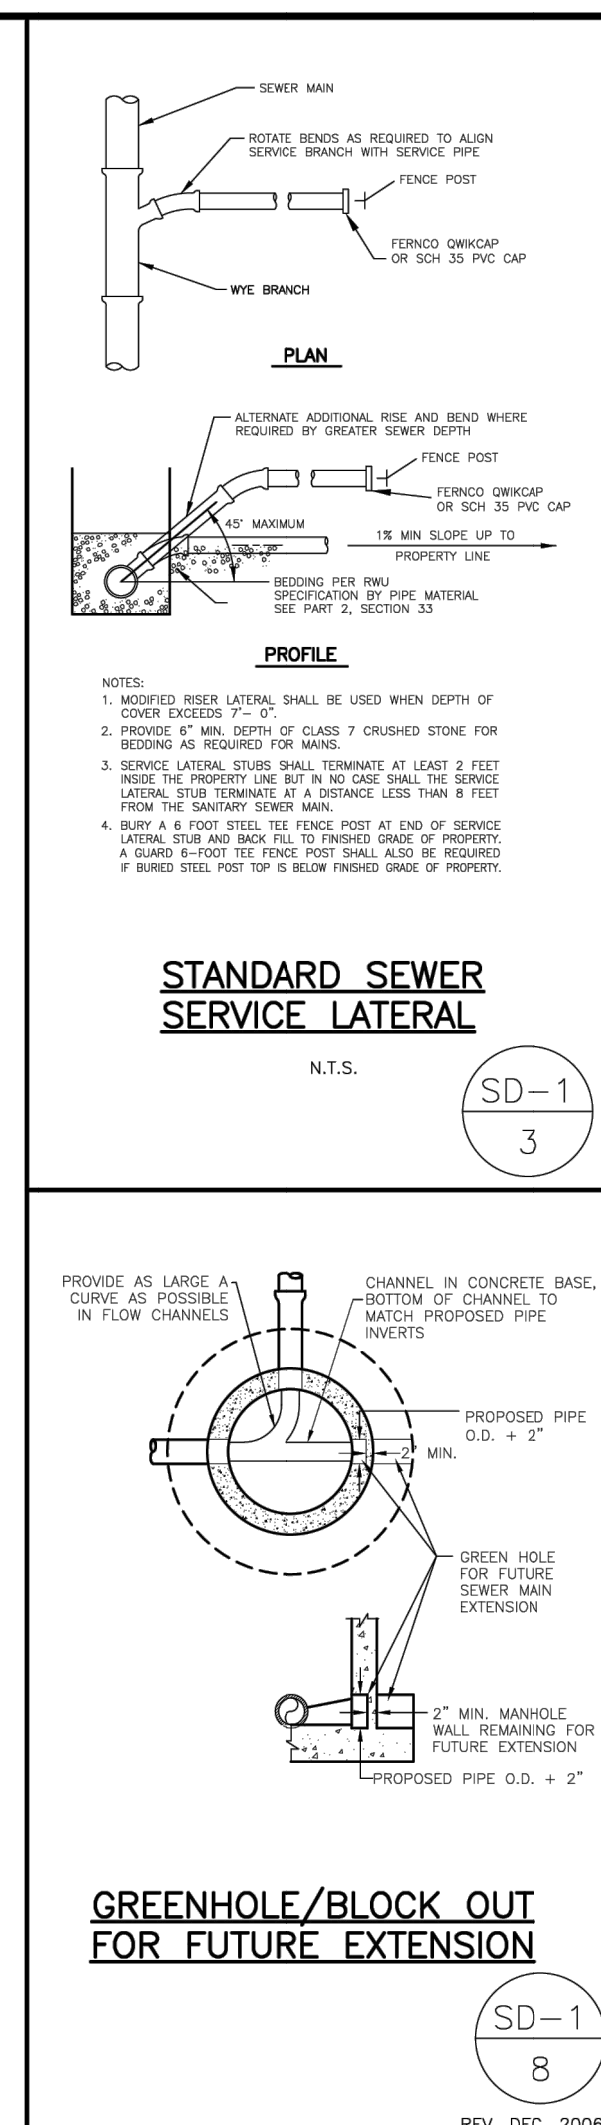 SEWER MAIN
ROTATE BENDS AS REQUIRED TO ALIGN
SERVICE BRANCH WITH SERVICE PIPE
FENCE POST
FERNCO QWIKCAP
OR SCH 35 PVC CAP
WYE BRANCH
PLAN
ALTERNATE ADDITIONAL RISE AND BEND WHERE
REQUIRED BY GREATER SEWER DEPTH
FENCE POST
FERNCO QWIKCAP
OR SCH 35 PVC CAP
45° MAXIMUM
1% MIN SLOPE UP TO
PROPERTY LINE
BEDDING PER RWU
SPECIFICATION BY PIPE MATERIAL
SEE PART 2, SECTION 33
PROFILE
NOTES:
1. MODIFIED RISER LATERAL SHALL BE USED WHEN DEPTH OF
COVER EXCEEDS 7'- 0".
2. PROVIDE 6" MIN. DEPTH OF CLASS 7 CRUSHED STONE FOR
BEDDING AS REQUIRED FOR MAINS.
3. SERVICE LATERAL STUBS SHALL TERMINATE AT LEAST 2 FEET
INSIDE THE PROPERTY LINE BUT IN NO CASE SHALL THE SERVICE
LATERAL STUB TERMINATE AT A DISTANCE LESS THAN 8 FEET
FROM THE SANITARY SEWER MAIN.
4. BURY A 6 FOOT STEEL TEE FENCE POST AT END OF SERVICE
LATERAL STUB AND BACK FILL TO FINISHED GRADE OF PROPERTY.
A GUARD 6-FOOT TEE FENCE POST SHALL ALSO BE REQUIRED
IF BURIED STEEL POST TOP IS BELOW FINISHED GRADE OF PROPERTY.
STANDARD SEWER
SERVICE LATERAL
N.T.S.
SD-1
3
PROVIDE AS LARGE A
CURVE AS POSSIBLE
IN FLOW CHANNELS
CHANNEL IN CONCRETE BASE,
BOTTOM OF CHANNEL TO
MATCH PROPOSED PIPE
INVERTS
PROPOSED PIPE
O.D. + 2"
2" MIN.
GREEN HOLE
FOR FUTURE
SEWER MAIN
EXTENSION
2" MIN. MANHOLE
WALL REMAINING FOR
FUTURE EXTENSION
PROPOSED PIPE O.D. + 2"
GREENHOLE/BLOCK OUT
FOR FUTURE EXTENSION
SD-1
8
REV. DEC. 2006